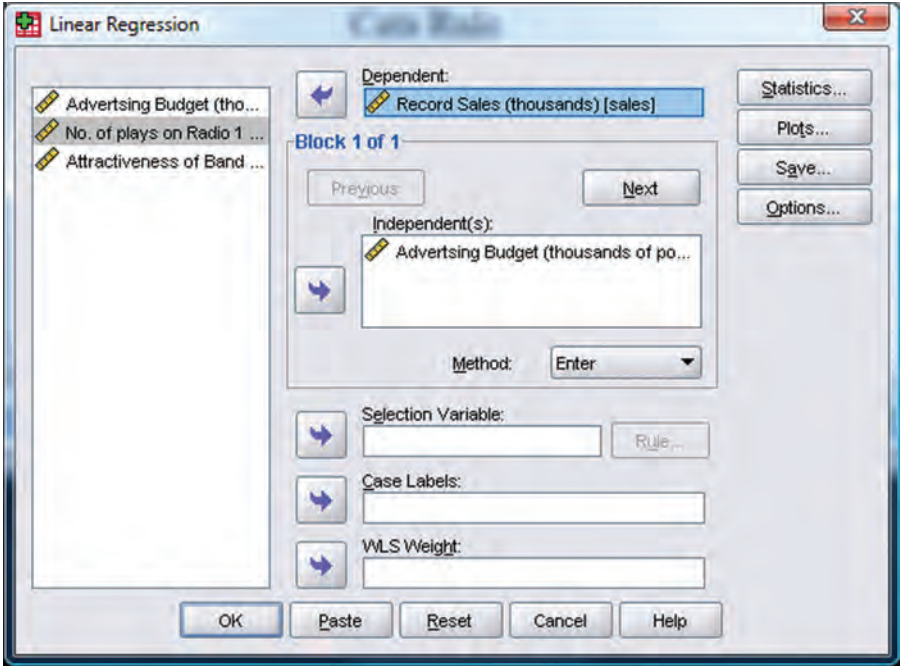 Linear Regression
Advertsing Budget (tho...
No. of plays on Radio 1 ...
Attractiveness of Band ...
Dependent:
Record Sales (thousands) [sales]
Block 1 of 1
Previous
Next
Independent(s):
Advertsing Budget (thousands of po...
Method:
Enter
Selection Variable:
Rule...
Case Labels:
WLS Weight:
Statistics...
Plots...
Save...
Options...
OK
Paste
Reset
Cancel
Help